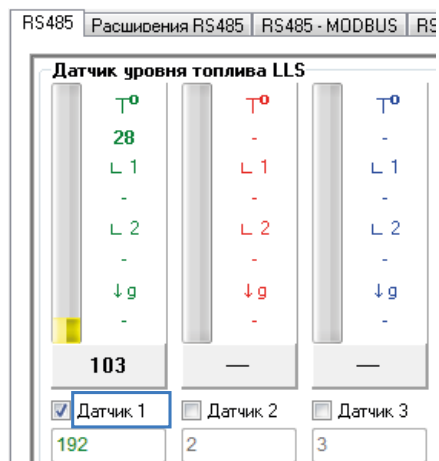 RS485 Расширения RS485 RS485 - MODBUS RS
Датчик уровня топлива LLS
T° T° T°
28 - -
∟ 1 ∟ 1 ∟ 1
- - -
∟ 2 ∟ 2 ∟ 2
- - -
↓g ↓g ↓g
- - -
103 — —
Датчик 1 Датчик 2 Датчик 3
192 2 3